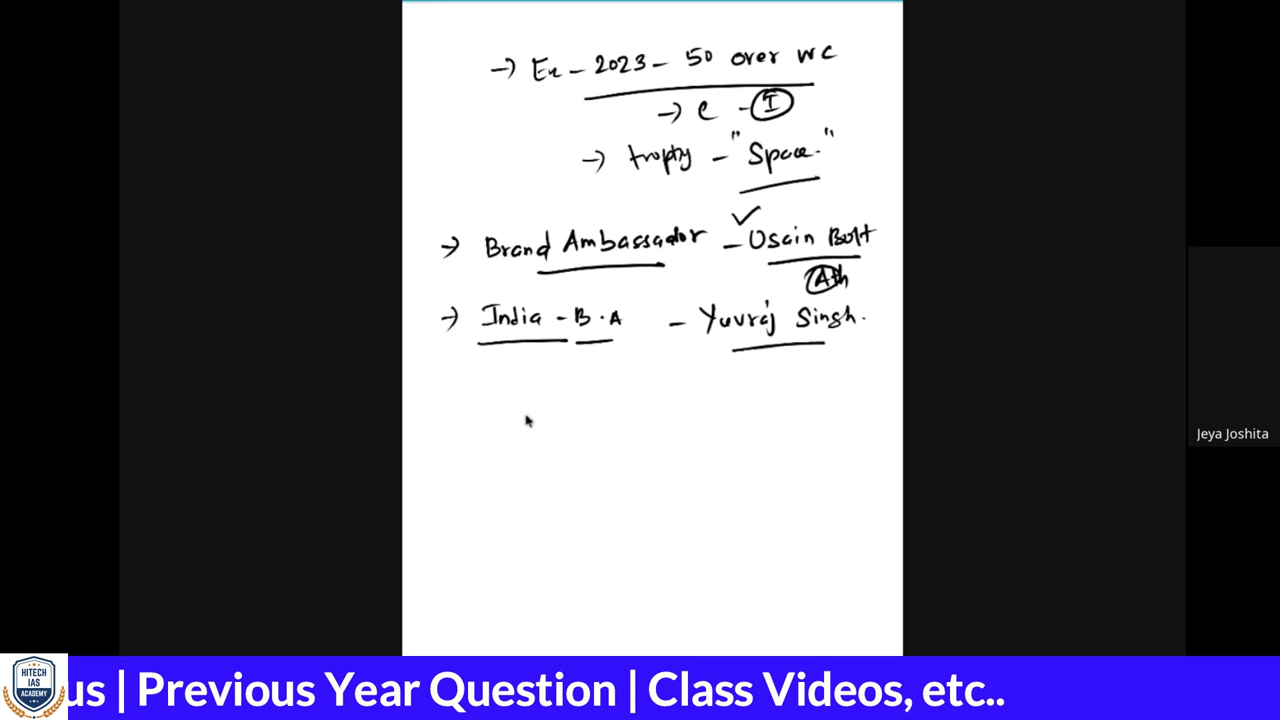 → Ex - 2023 - 50 over WC
→ C - I
→ tropty - "Space."
→ Brand Ambassador - Usain Bolt
Ath
→ India - B.A - Yuvraj Singh.
Jeya Joshita
HITECH
IAS
ACADEMY
us | Previous Year Question | Class Videos, etc..